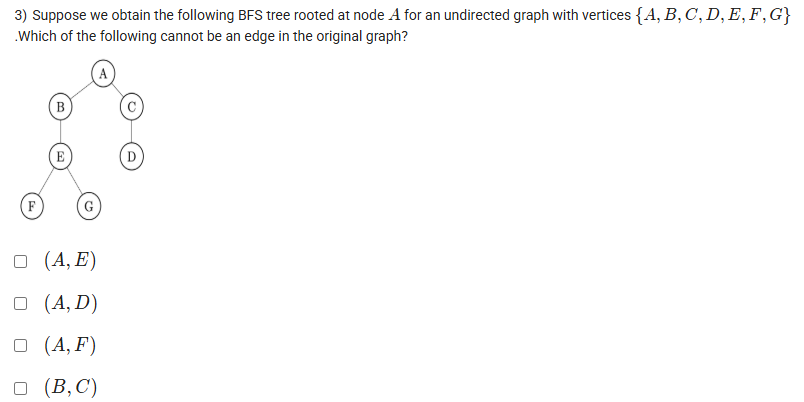 3) Suppose we obtain the following BFS tree rooted at node A for an undirected graph with vertices {A, B, C, D, E, F, G}
.Which of the following cannot be an edge in the original graph?
A
B
C
E
D
F
G
(A, E)
(A, D)
(A, F)
(B, C)